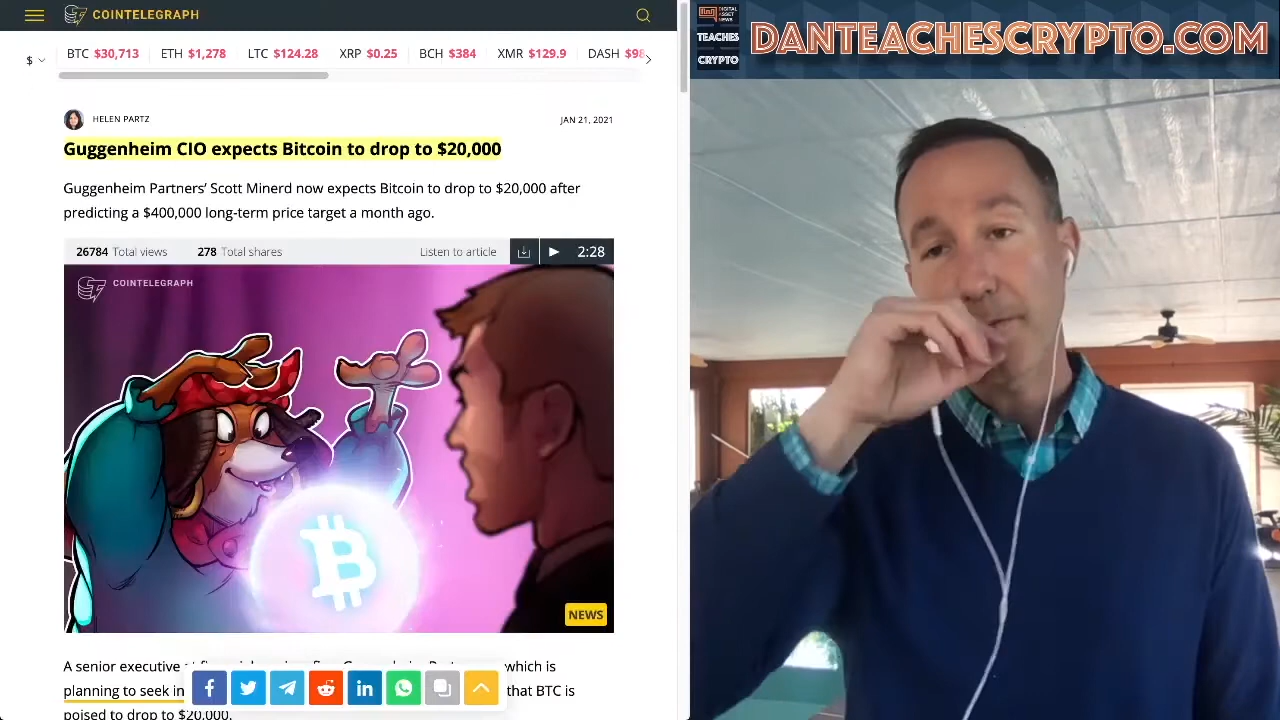 COINTELEGRAPH
$ BTC $30,713 ETH $1,278 LTC $124.28 XRP $0.25 BCH $384 XMR $129.9 DASH
HELEN PARTZ JAN 21, 2021
Guggenheim CIO expects Bitcoin to drop to $20,000
Guggenheim Partners’ Scott Minerd now expects Bitcoin to drop to $20,000 after
predicting a $400,000 long-term price target a month ago.
26784 Total views 278 Total shares Listen to article 2:28
COINTELEGRAPH
NEWS
A senior executive which is
planning to seek that BTC is
poised to drop to $20,000.
DIGITAL
ASSET
NEWS
TEACHES
CRYPTO
DANTEACHESCRYPTO.COM